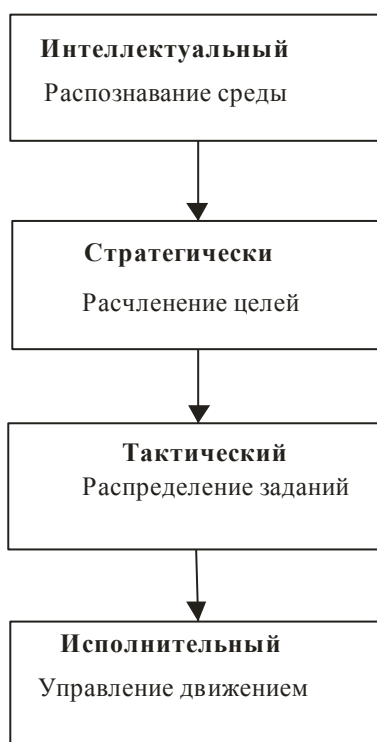 Интеллектуальный
Распознавание среды
Стратегически
Расчленение целей
Тактический
Распределение заданий
Исполнительный
Управление движением